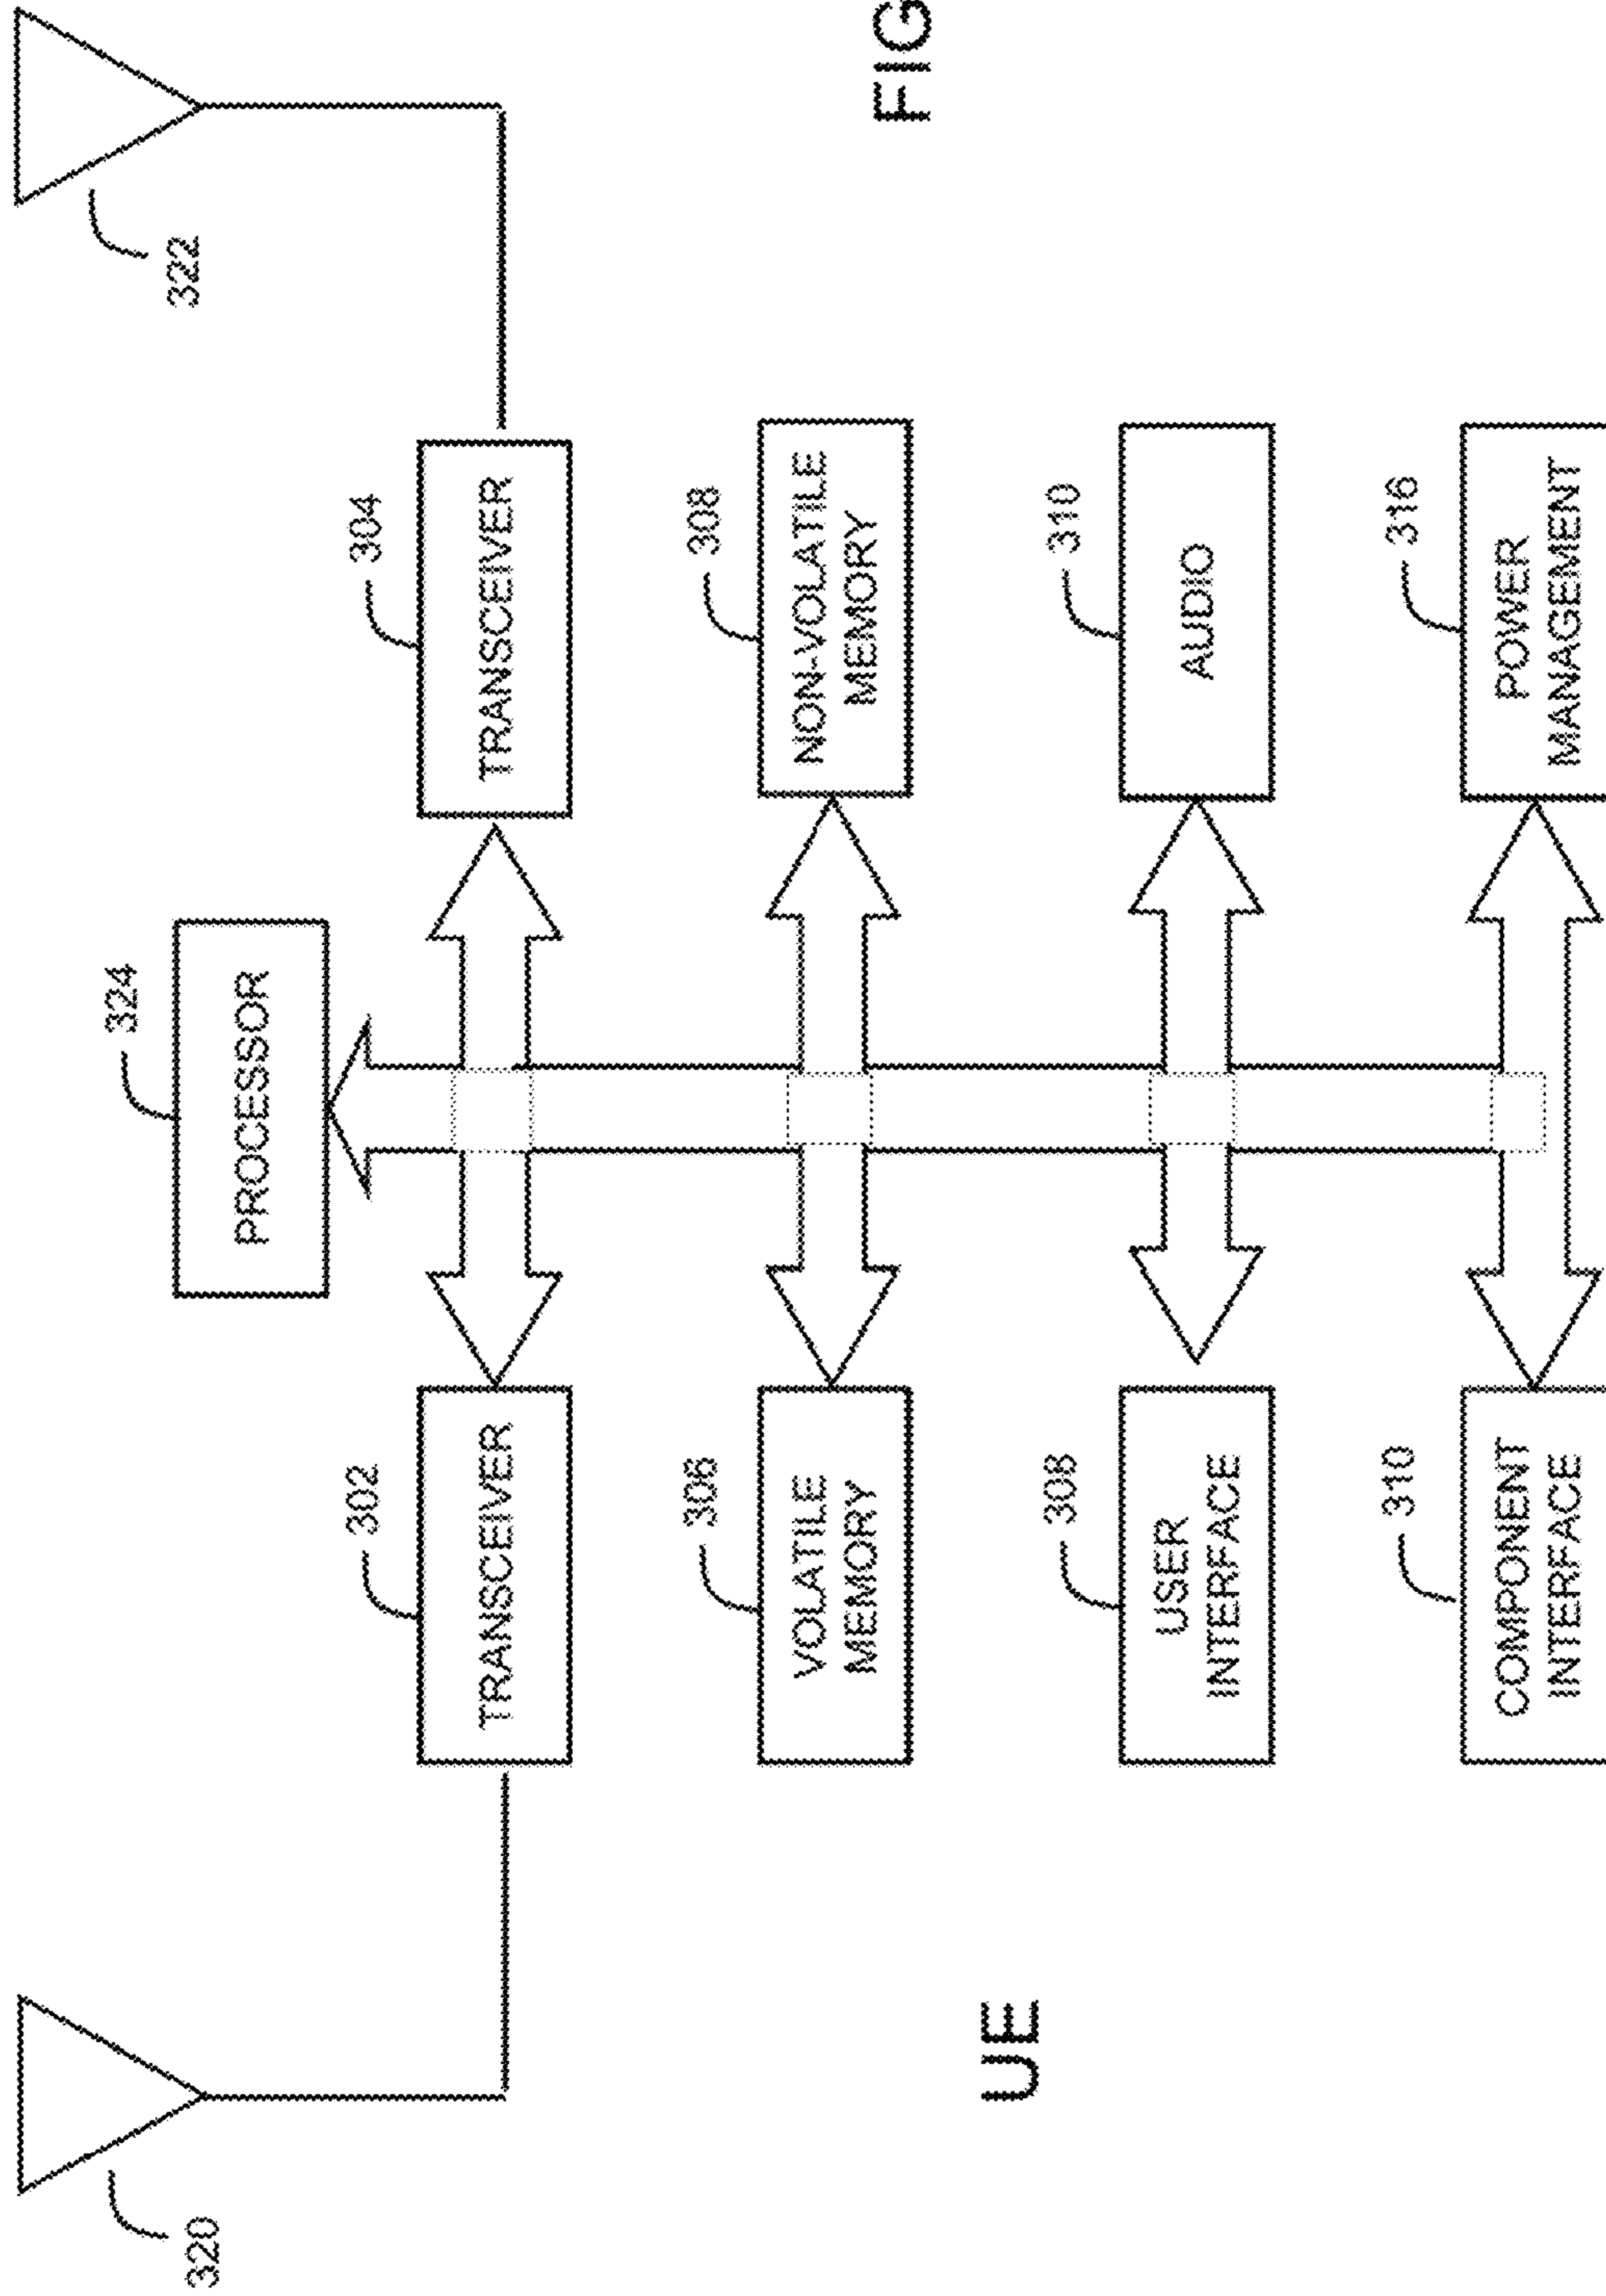 324
320
322
PROCESSOR
302
304
TRANSCEIVER
TRANSCEIVER
306
308
VOLATILE
MEMORY
NON-VOLATILE
MEMORY
FIG
UE
308
310
USER
INTERFACE
AUDIO
310
316
COMPONENT
INTERFACE
POWER
MANAGEMENT